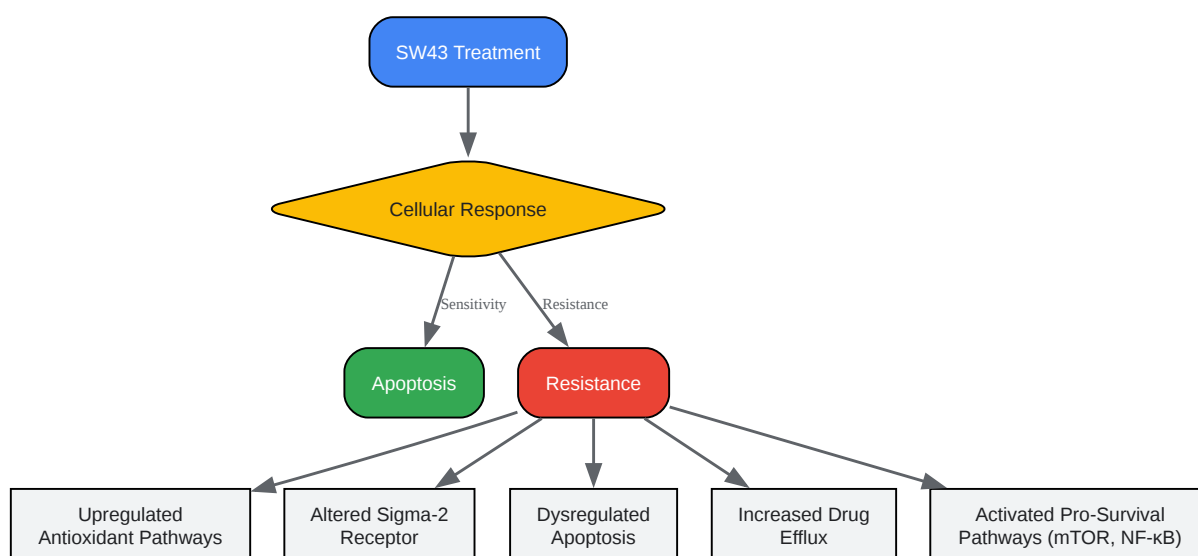 SW43 Treatment
Cellular Response
Sensitivity
Resistance
Apoptosis
Resistance
Upregulated
Antioxidant Pathways
Altered Sigma-2
Receptor
Dysregulated
Apoptosis
Increased Drug
Efflux
Activated Pro-Survival
Pathways (mTOR, NF-κB)